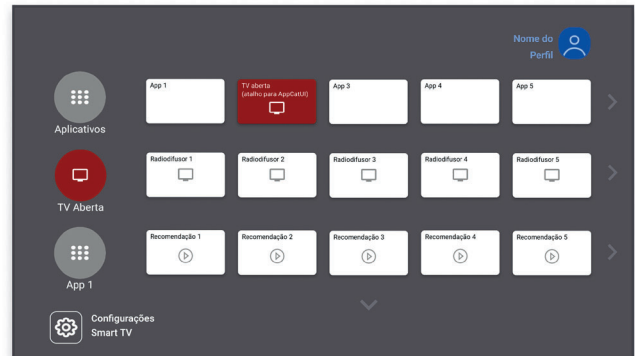 Nome do
Perfil
App 1
TV aberta
(atalho para AppCatUI)
App 3
App 4
App 5
Aplicativos
Radiodifusor 1
Radiodifusor 2
Radiodifusor 3
Radiodifusor 4
Radiodifusor 5
TV Aberta
Recomendação 1
Recomendação 2
Recomendação 3
Recomendação 4
Recomendação 5
App 1
Configurações
Smart TV